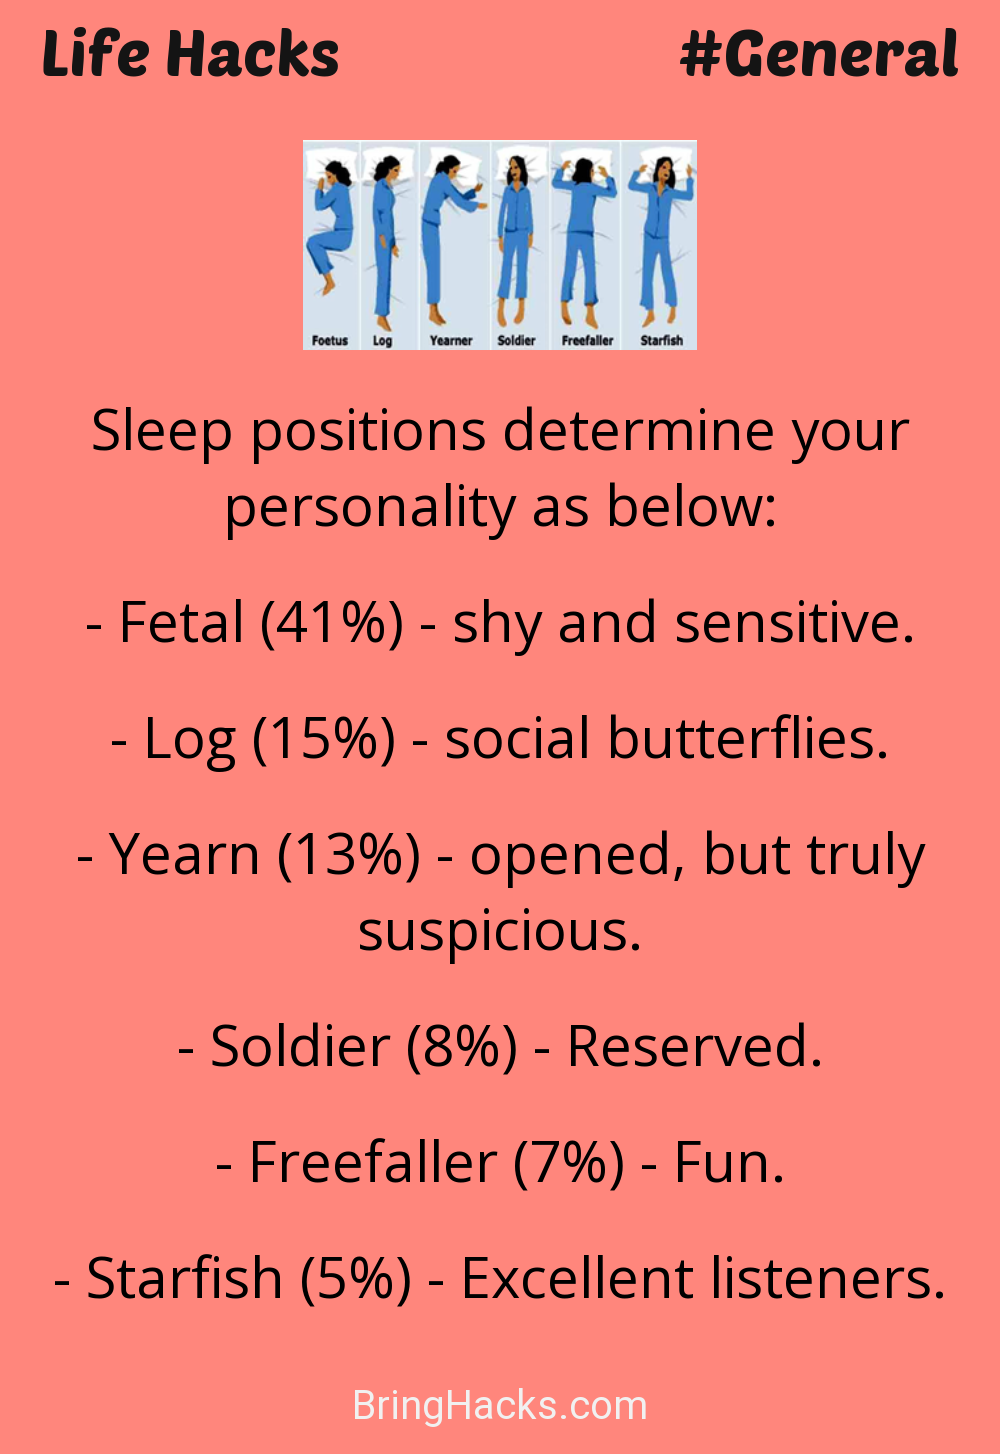 Life Hacks #General
Foetus Log Yearner Soldier Freefaller Starfish
Sleep positions determine your
personality as below:
- Fetal (41%) - shy and sensitive.
- Log (15%) - social butterflies.
- Yearn (13%) - opened, but truly
suspicious.
- Soldier (8%) - Reserved.
- Freefaller (7%) - Fun.
- Starfish (5%) - Excellent listeners.
BringHacks.com